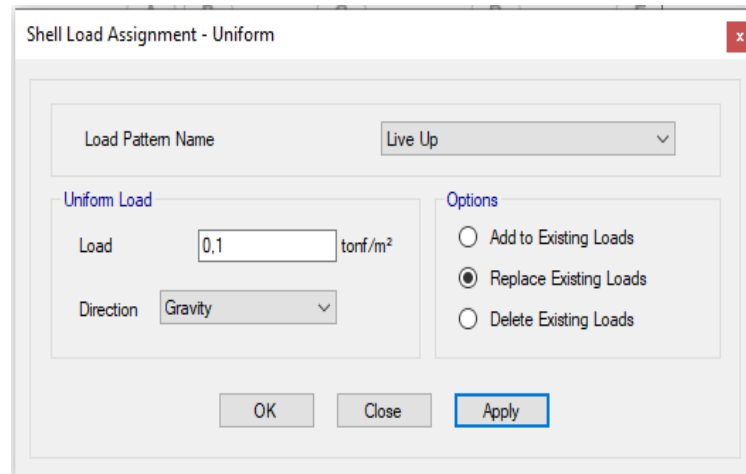 Shell Load Assignment - Uniform
x
Load Pattern Name
Live Up
Uniform Load
Load
0,1
tonf/m²
Direction
Gravity
Options
Add to Existing Loads
Replace Existing Loads
Delete Existing Loads
OK
Close
Apply